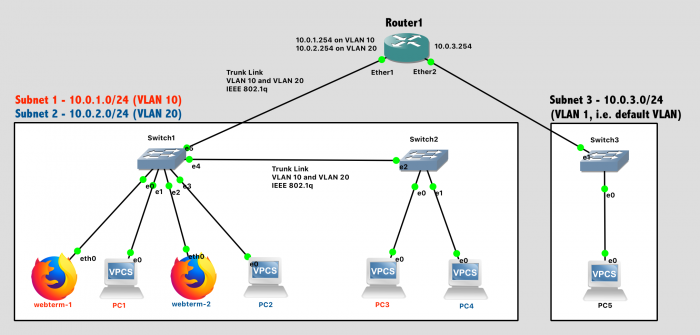 Router1
10.0.1.254 on VLAN 10
10.0.2.254 on VLAN 20
10.0.3.254
Ether1
Ether2
Trunk Link
VLAN 10 and VLAN 20
IEEE 802.1q
Subnet 1 - 10.0.1.0/24 (VLAN 10)
Subnet 2 - 10.0.2.0/24 (VLAN 20)
Subnet 3 - 10.0.3.0/24
(VLAN 1, i.e. default VLAN)
Switch1
Switch2
Switch3
e5
e4
e2
e1
Trunk Link
VLAN 10 and VLAN 20
IEEE 802.1q
e0
e1
e2
e3
e0
e1
e0
eth0
e0
eth0
e0
e0
e0
e0
VPCS
VPCS
VPCS
VPCS
VPCS
webterm-1
PC1
webterm-2
PC2
PC3
PC4
PC5